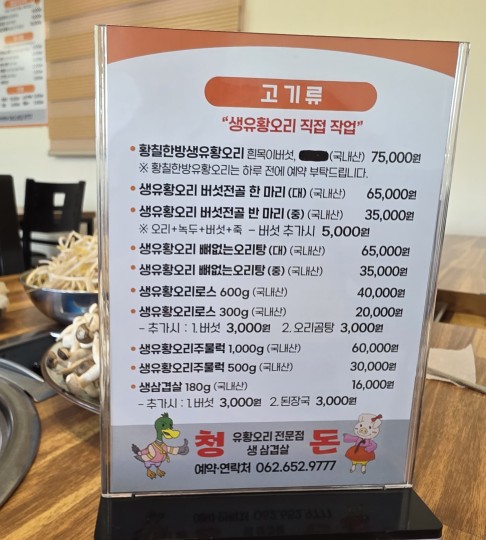 고기류
"생유황오리 직접 작업"
• 황칠한방생유황오리 흰목이버섯, (국내산) 75,000원
※ 황칠한방유황오리는 하루 전에 예약 부탁드립니다.
• 생유황오리 버섯전골 한 마리 (대) (국내산) 65,000원
• 생유황오리 버섯전골 반 마리 (중) (국내산) 35,000원
※ 오리+녹두+버섯+죽 - 버섯 추가시 5,000원
• 생유황오리 뼈없는오리탕 (대) (국내산) 65,000원
• 생유황오리 뼈없는오리탕 (중) (국내산) 35,000원
• 생유황오리로스 600g (국내산) 40,000원
• 생유황오리로스 300g (국내산) 20,000원
- 추가시 : 1.버섯 3,000원 2.오리곰탕 3,000원
• 생유황오리주물럭 1,000g (국내산) 60,000원
• 생유황오리주물럭 500g (국내산) 30,000원
• 생삼겹살 180g (국내산) 16,000원
- 추가시 : 1.버섯 3,000원 2.된장국 3,000원
청 유황오리 전문점 돈
생 삼겹살
예약·연락처 062.652.9777